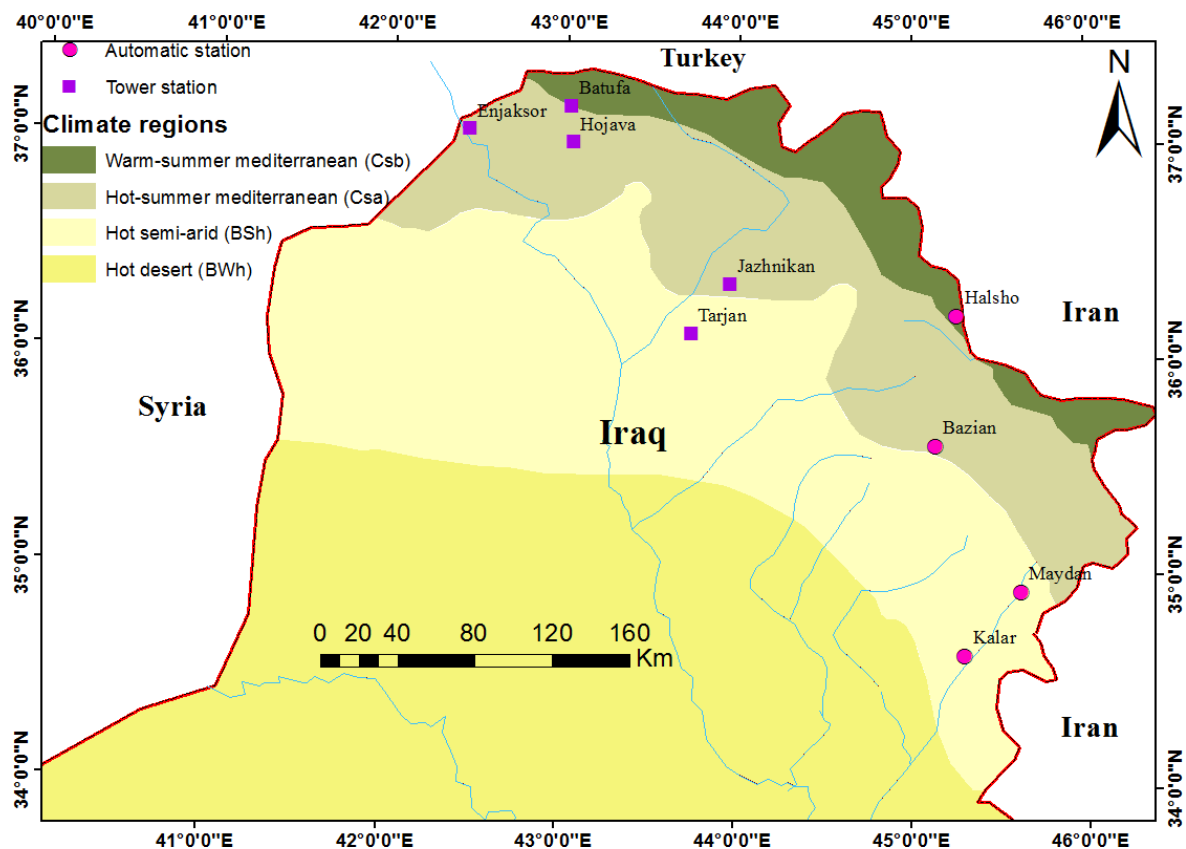 40°0'0"E 41°0'0"E 42°0'0"E 43°0'0"E 44°0'0"E 45°0'0"E 46°0'0"E
Automatic station
Tower station
Climate regions
Warm-summer mediterranean (Csb)
Hot-summer mediterranean (Csa)
Hot semi-arid (BSh)
Hot desert (BWh)
Turkey
N
Batufa
Enjaksor
Hojava
Jazhnikan
Halsho
Tarjan
Iran
Syria
Iraq
Bazian
Maydan
Kalar
Iran
0 20 40 80 120 160
Km
37°0'0"N
36°0'0"N
35°0'0"N
34°0'0"N
37°0'0"N
36°0'0"N
35°0'0"N
34°0'0"N
41°0'0"E 42°0'0"E 43°0'0"E 44°0'0"E 45°0'0"E 46°0'0"E